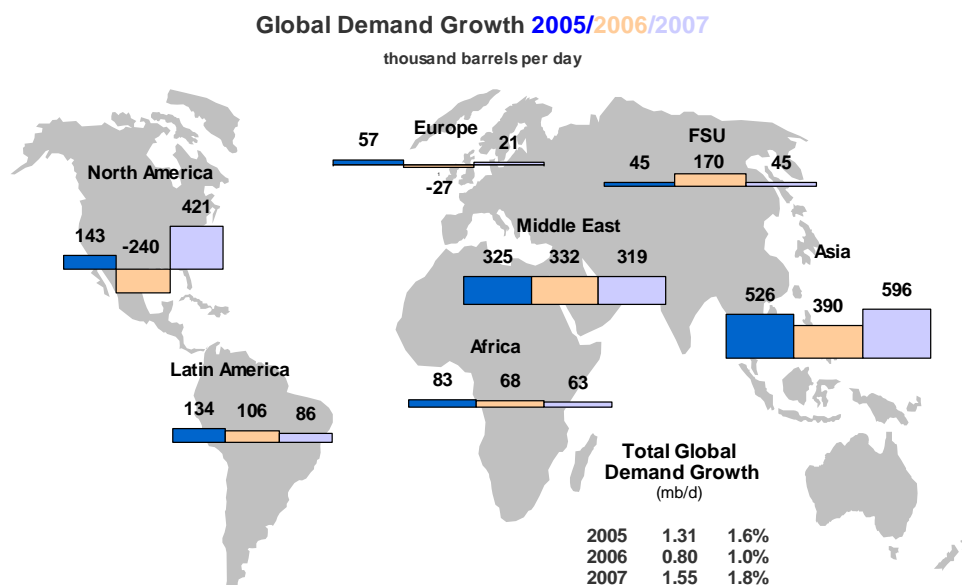 Global Demand Growth 2005/2006/2007
thousand barrels per day
Europe
57
21
-27
FSU
45
170
45
North America
143
-240
421
Middle East
325
332
319
Asia
526
390
596
Africa
83
68
63
Latin America
134
106
86
Total Global
Demand Growth
(mb/d)
2005 1.31 1.6%
2006 0.80 1.0%
2007 1.55 1.8%